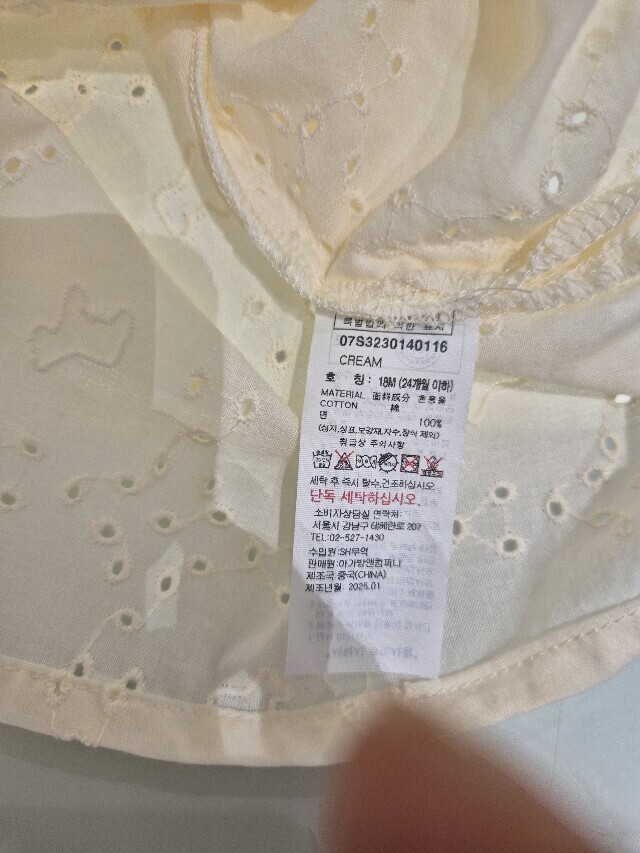 07S3230140116
CREAM
호 칭: 18M (24개월 이하)
MATERIAL 面料成分 혼용율
COTTON 棉
면 100%
(심지,상표,보강재,자수,장식 제외)
취급상 주의사항
세탁 후 즉시 탈수,건조하십시오.
단독 세탁하십시오.
소비자상담실 연락처:
서울시 강남구 테헤란로 207
TEL:02-527-1430
수입원:SH무역
판매원:아가방앤컴퍼니
제조국 중국(CHINA)
제조년월: 2025.01